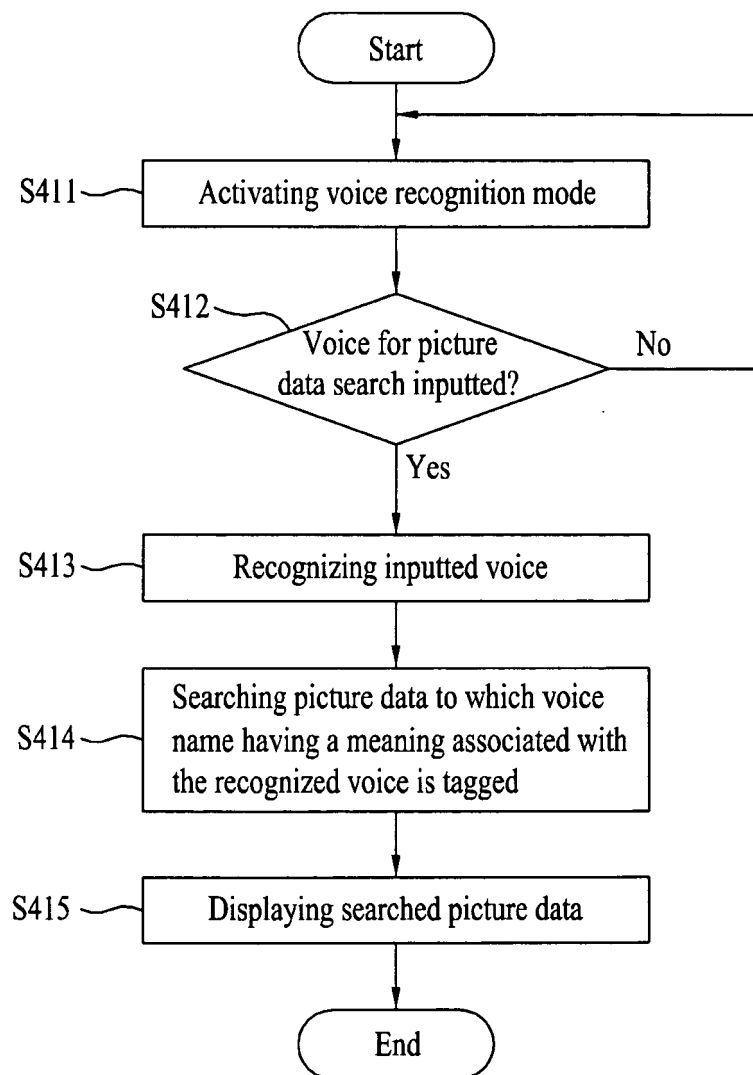 Start
S411
Activating voice recognition mode
S412
Voice for picture
data search inputted?
No
Yes
S413
Recognizing inputted voice
S414
Searching picture data to which voice
name having a meaning associated with
the recognized voice is tagged
S415
Displaying searched picture data
End